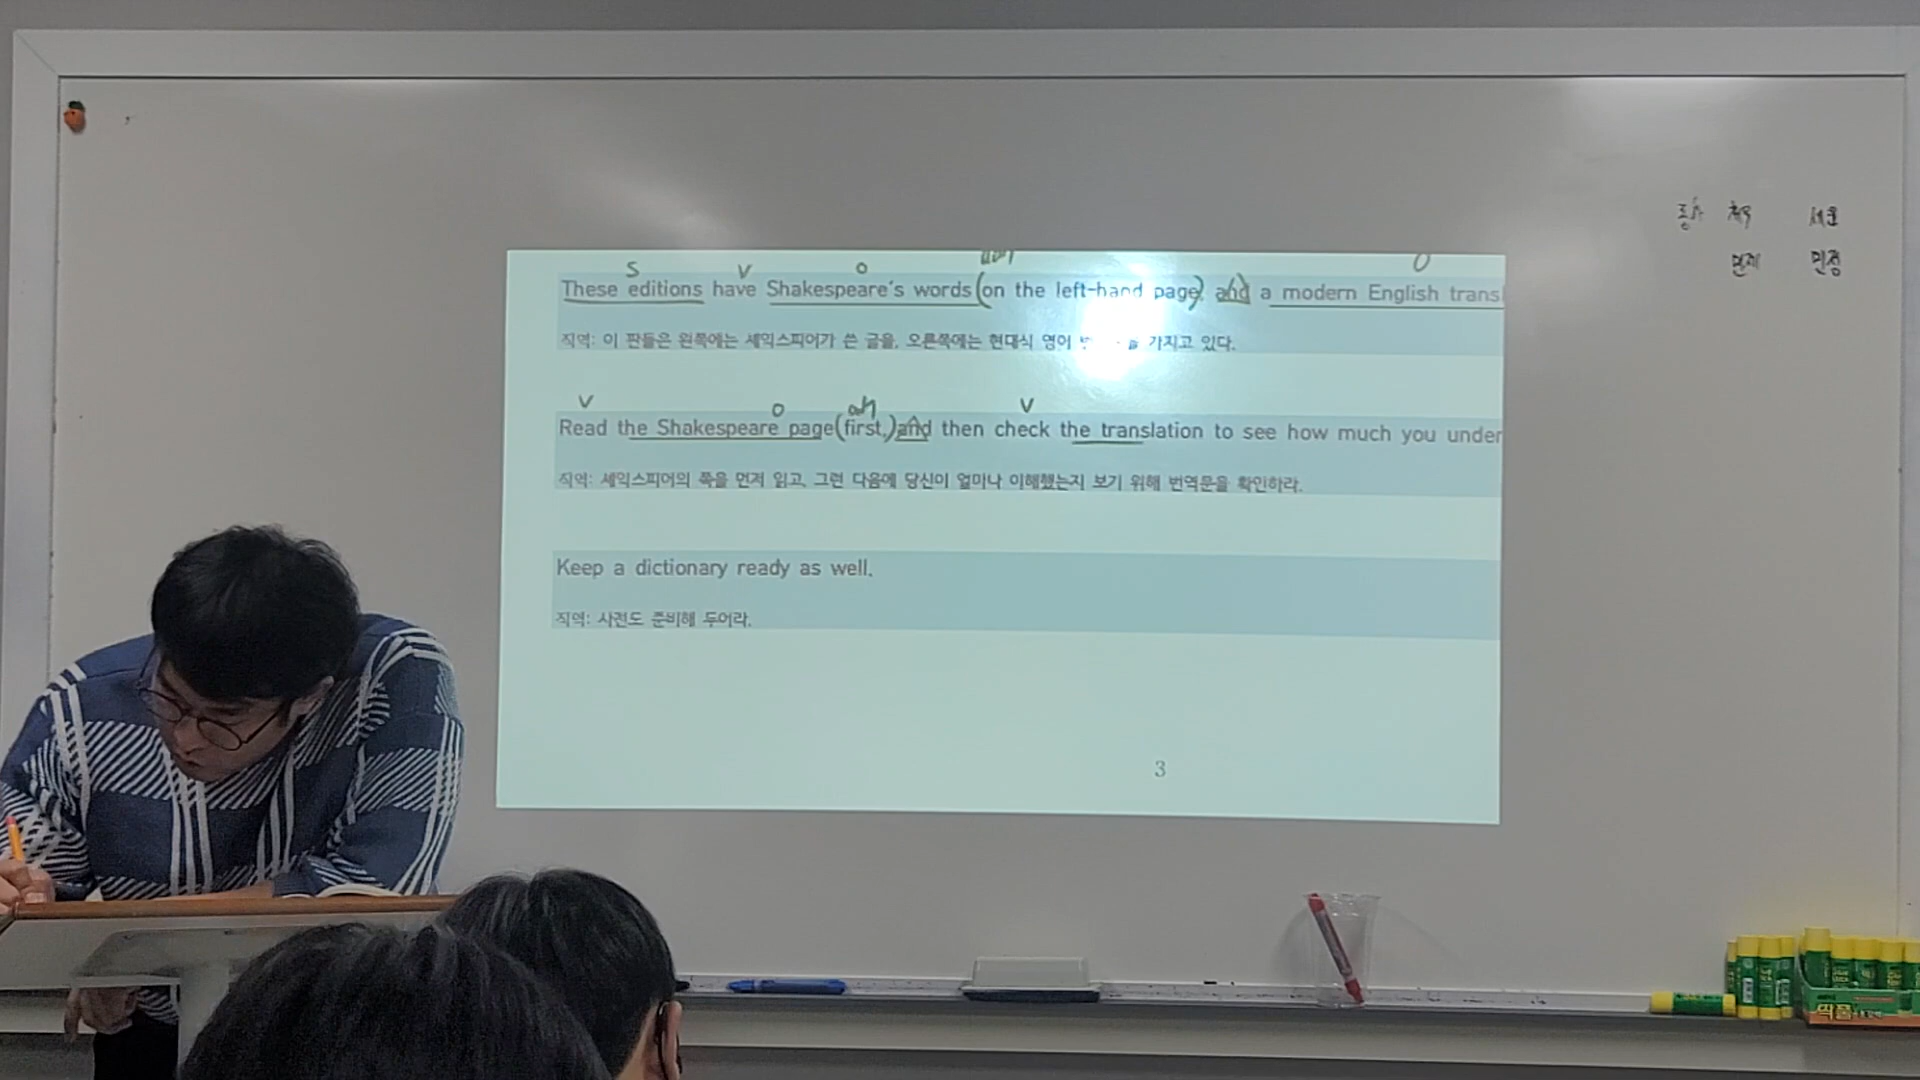 S V O O
These editions have Shakespeare's words (on the left-hand page) and a modern English transl
직역: 이 판들은 왼쪽에는 셰익스피어가 쓴 글을, 오른쪽에는 현대식 영어 가지고 있다.
V O V
Read the Shakespeare page (first,) and then check the translation to see how much you under
직역: 셰익스피어의 쪽을 먼저 읽고, 그런 다음에 당신이 얼마나 이해했는지 보기 위해 번역문을 확인하라.
Keep a dictionary ready as well.
직역: 사전도 준비해 두어라.
3
딱풀